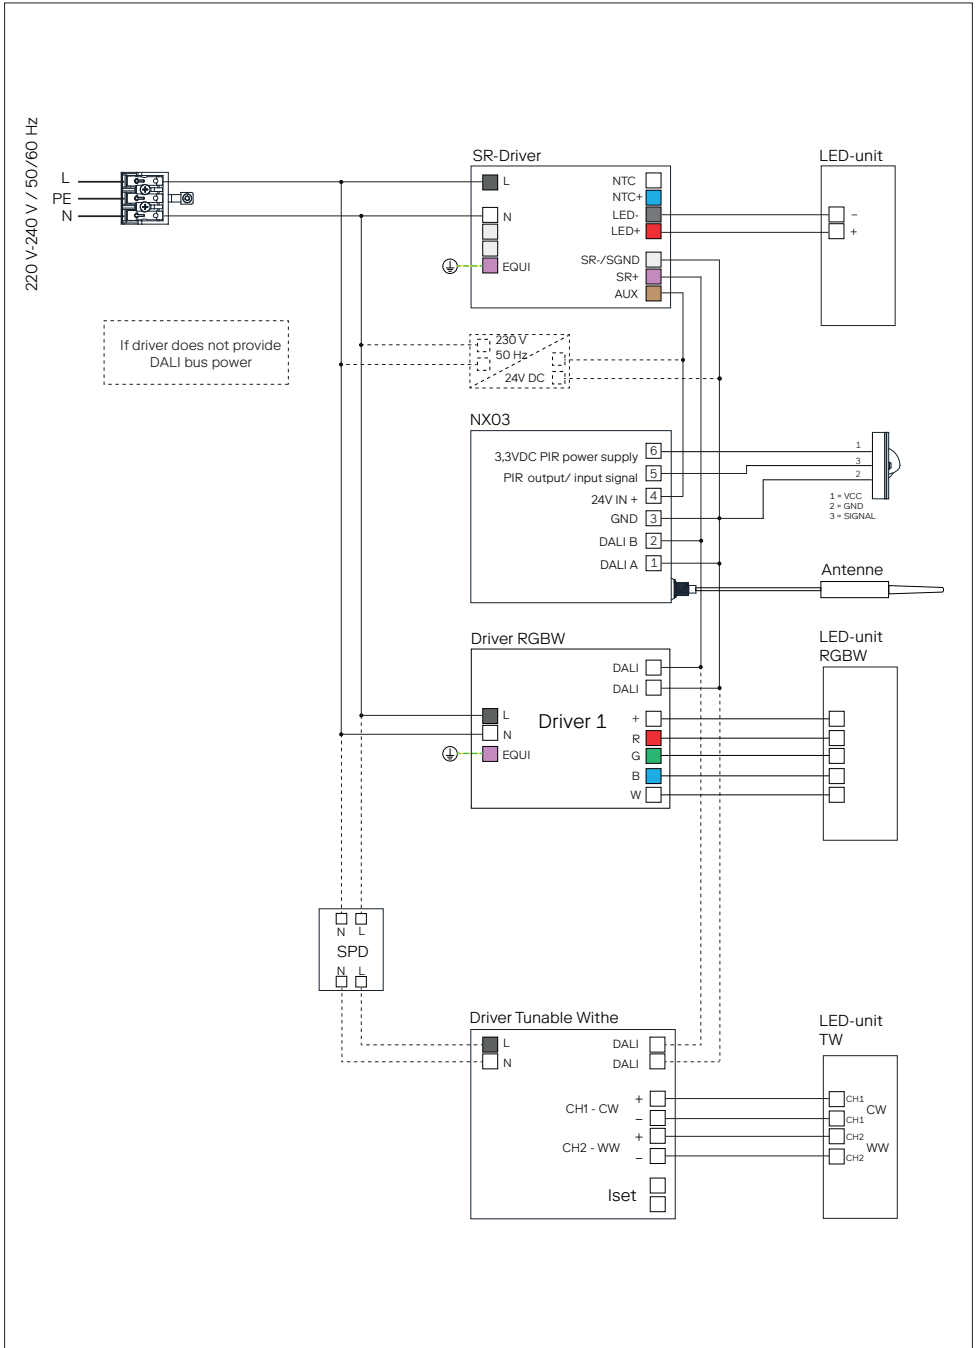 220 V-240 V / 50/60 Hz
L
PE
N
SR-Driver
L
N
EQUI
NTC
NTC+
LED-
LED+
SR-/SGND
SR+
AUX
LED-unit
–
+
If driver does not provide
DALI bus power
230 V
50 Hz
24V DC
NX03
3,3VDC PIR power supply
6
PIR output/ input signal
5
24V IN +
4
GND
3
DALI B
2
DALI A
1
1
3
2
1 = VCC
2 = GND
3 = SIGNAL
Antenne
Driver RGBW
DALI
DALI
L
N
EQUI
Driver 1
+
R
G
B
W
LED-unit
RGBW
N L
SPD
N L
Driver Tunable Withe
L
N
DALI
DALI
CH1 - CW
+
–
CH2 - WW
+
–
Iset
LED-unit
TW
CH1
CH1
CW
CH2
CH2
WW